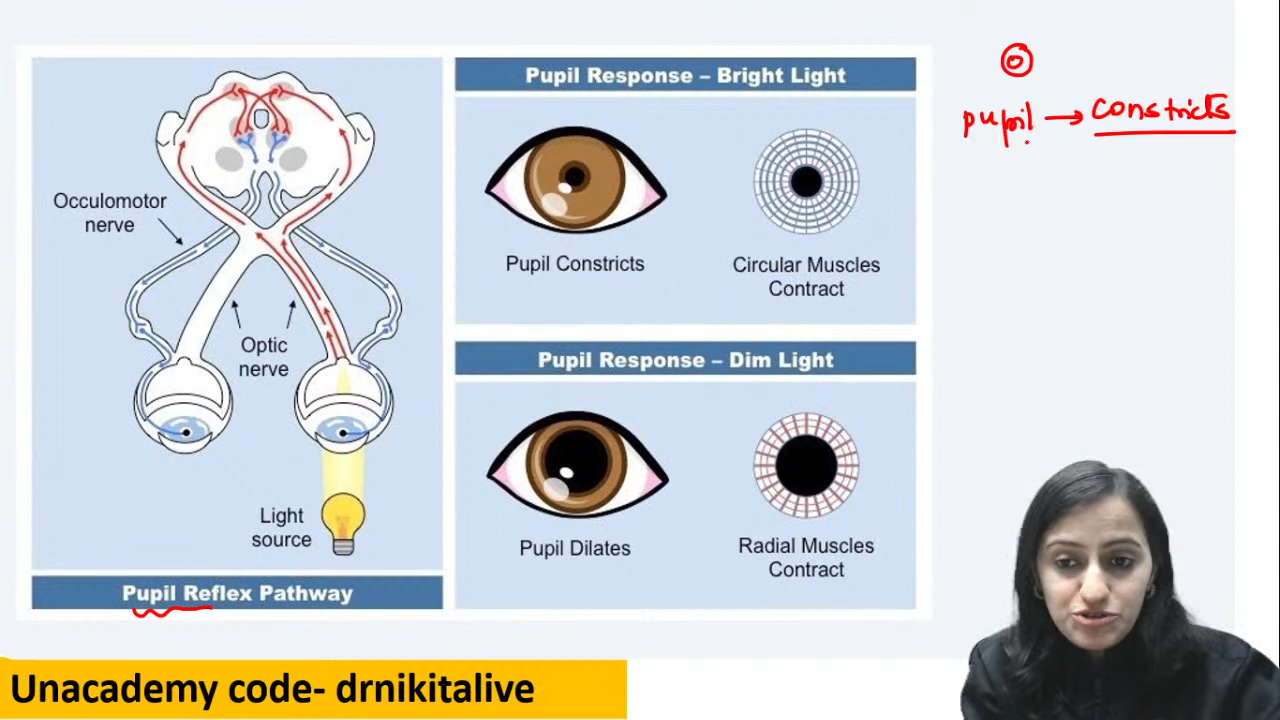 Occulomotor
nerve
Optic
nerve
Light
source
Pupil Reflex Pathway
Pupil Response – Bright Light
Pupil Constricts
Circular Muscles
Contract
Pupil Response – Dim Light
Pupil Dilates
Radial Muscles
Contract
pupil → constricts
Unacademy code- drnikitalive